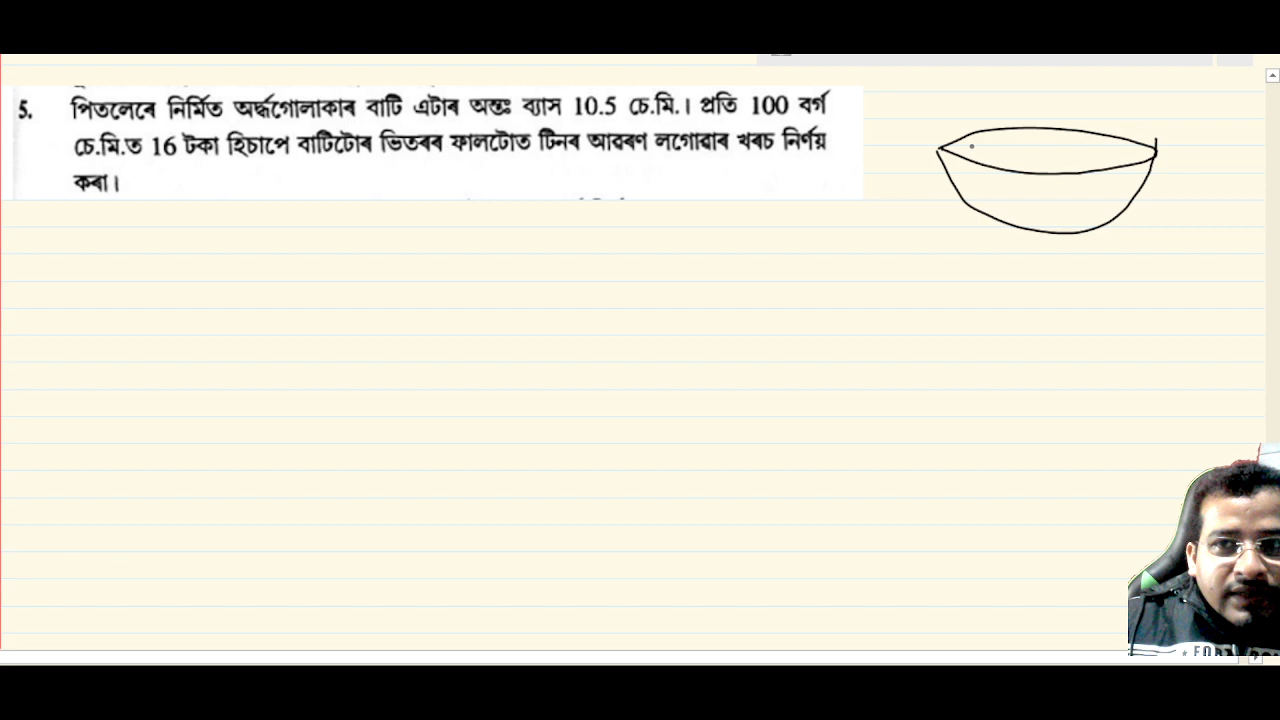 5. পিতলেৰে নিৰ্মিত অৰ্দ্ধগোলাকাৰ বাটি এটাৰ অন্তঃ ব্যাস 10.5 চে.মি.। প্ৰতি 100 বৰ্গ
চে.মি.ত 16 টকা হিচাপে বাটিটোৰ ভিতৰৰ ফালটোত টিনৰ আৱৰণ লগোৱাৰ খৰচ নিৰ্ণয়
কৰা।